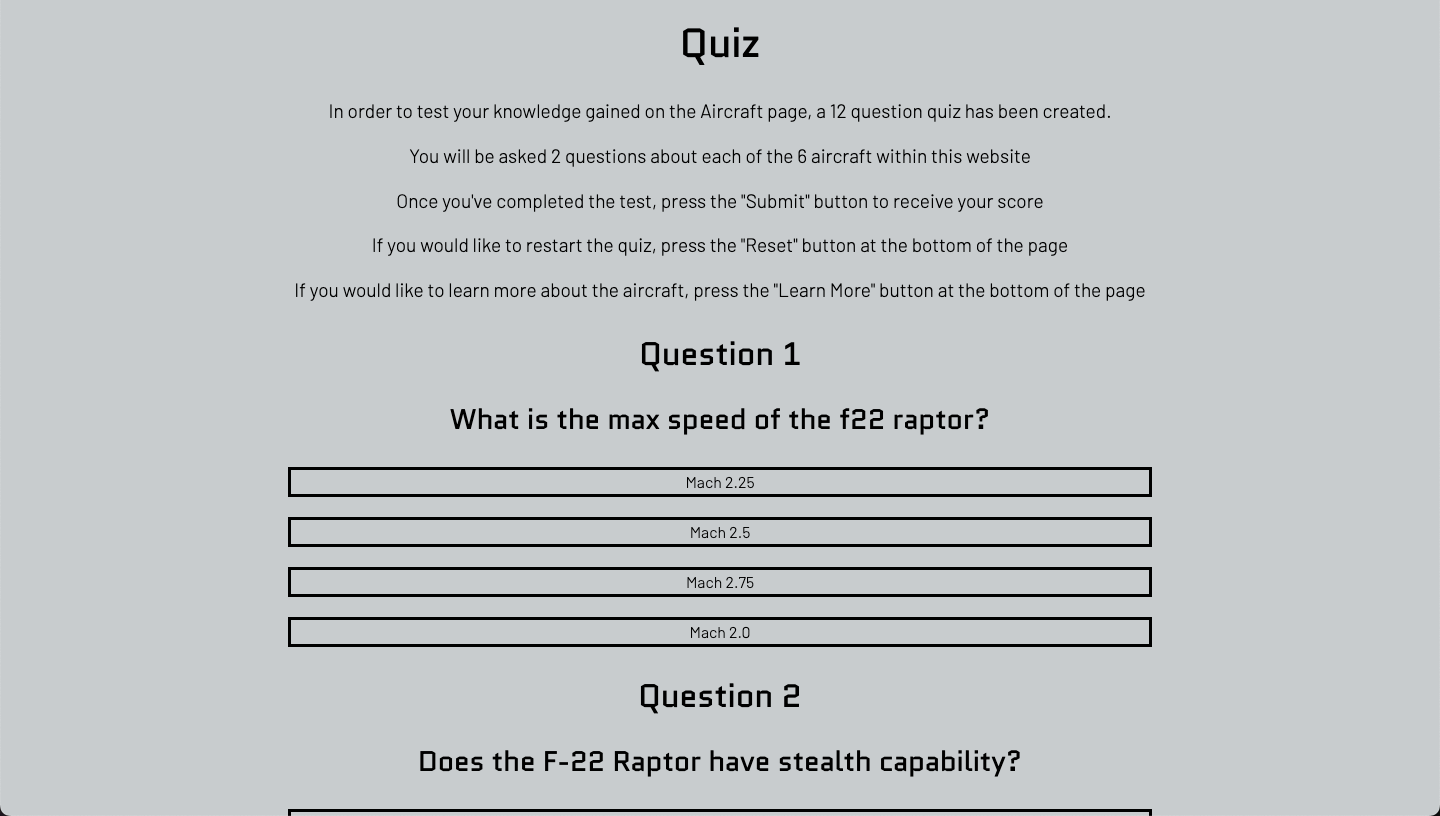 Quiz
In order to test your knowledge gained on the Aircraft page, a 12 question quiz has been created.
You will be asked 2 questions about each of the 6 aircraft within this website
Once you've completed the test, press the "Submit" button to receive your score
If you would like to restart the quiz, press the "Reset" button at the bottom of the page
If you would like to learn more about the aircraft, press the "Learn More" button at the bottom of the page
Question 1
What is the max speed of the f22 raptor?
Mach 2.25
Mach 2.5
Mach 2.75
Mach 2.0
Question 2
Does the F-22 Raptor have stealth capability?